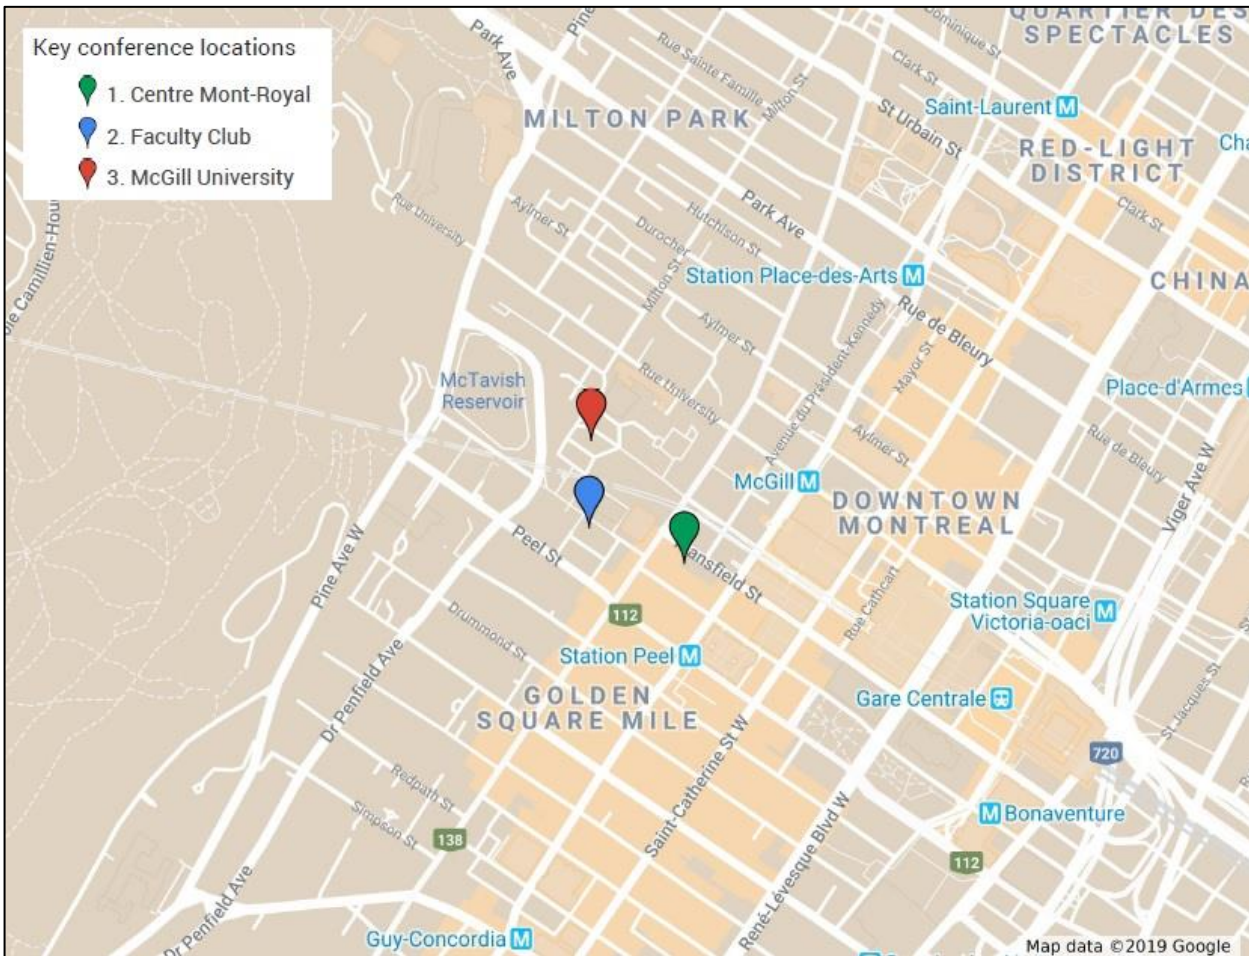 Key conference locations
1. Centre Mont-Royal
2. Faculty Club
3. McGill University
QUARTIER DES
SPECTACLES
Park Ave
Rue Sainte Famille
Milton St
Clark St
Saint-Laurent M
MILTON PARK
St Urbain St
RED-LIGHT
DISTRICT
Rue University
Aylmer St
Hutchison St
Park Ave
Clark St
Durocher
Milton St
Station Place-des-Arts M
CHINA
Aylmer St
Rue de Bleury
Avenue du Président-Kennedy
Mayor St
McTavish
Reservoir
Rue University
Place-d'Armes
Aylmer St
Rue de Bleury
McGill M
DOWNTOWN
MONTREAL
Viger Ave W
Peel St
ansfield St
Pine Ave W
Rue Cathcart
Station Square
Victoria-oaci M
112
Drummond St
Station Peel M
Dr Penfield Ave
GOLDEN
SQUARE MILE
Gare Centrale
St Jacques St
720
Saint-Catherine St W
Redpath St
Simpson St
M Bonaventure
138
René-Lévesque Blvd W
112
Dr Penfield Ave
Guy-Concordia M
Map data ©2019 Google